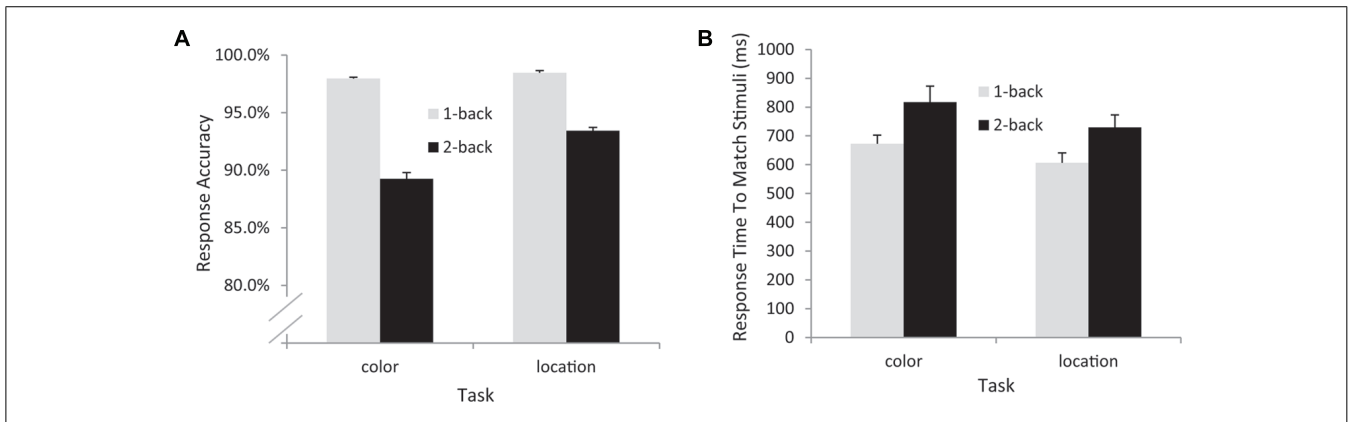 A
Response Accuracy
100.0%
95.0%
90.0%
85.0%
80.0%
1-back
2-back
color
location
Task
B
Response Time To Match Stimuli (ms)
1000
900
800
700
600
500
400
300
200
100
0
1-back
2-back
color
location
Task